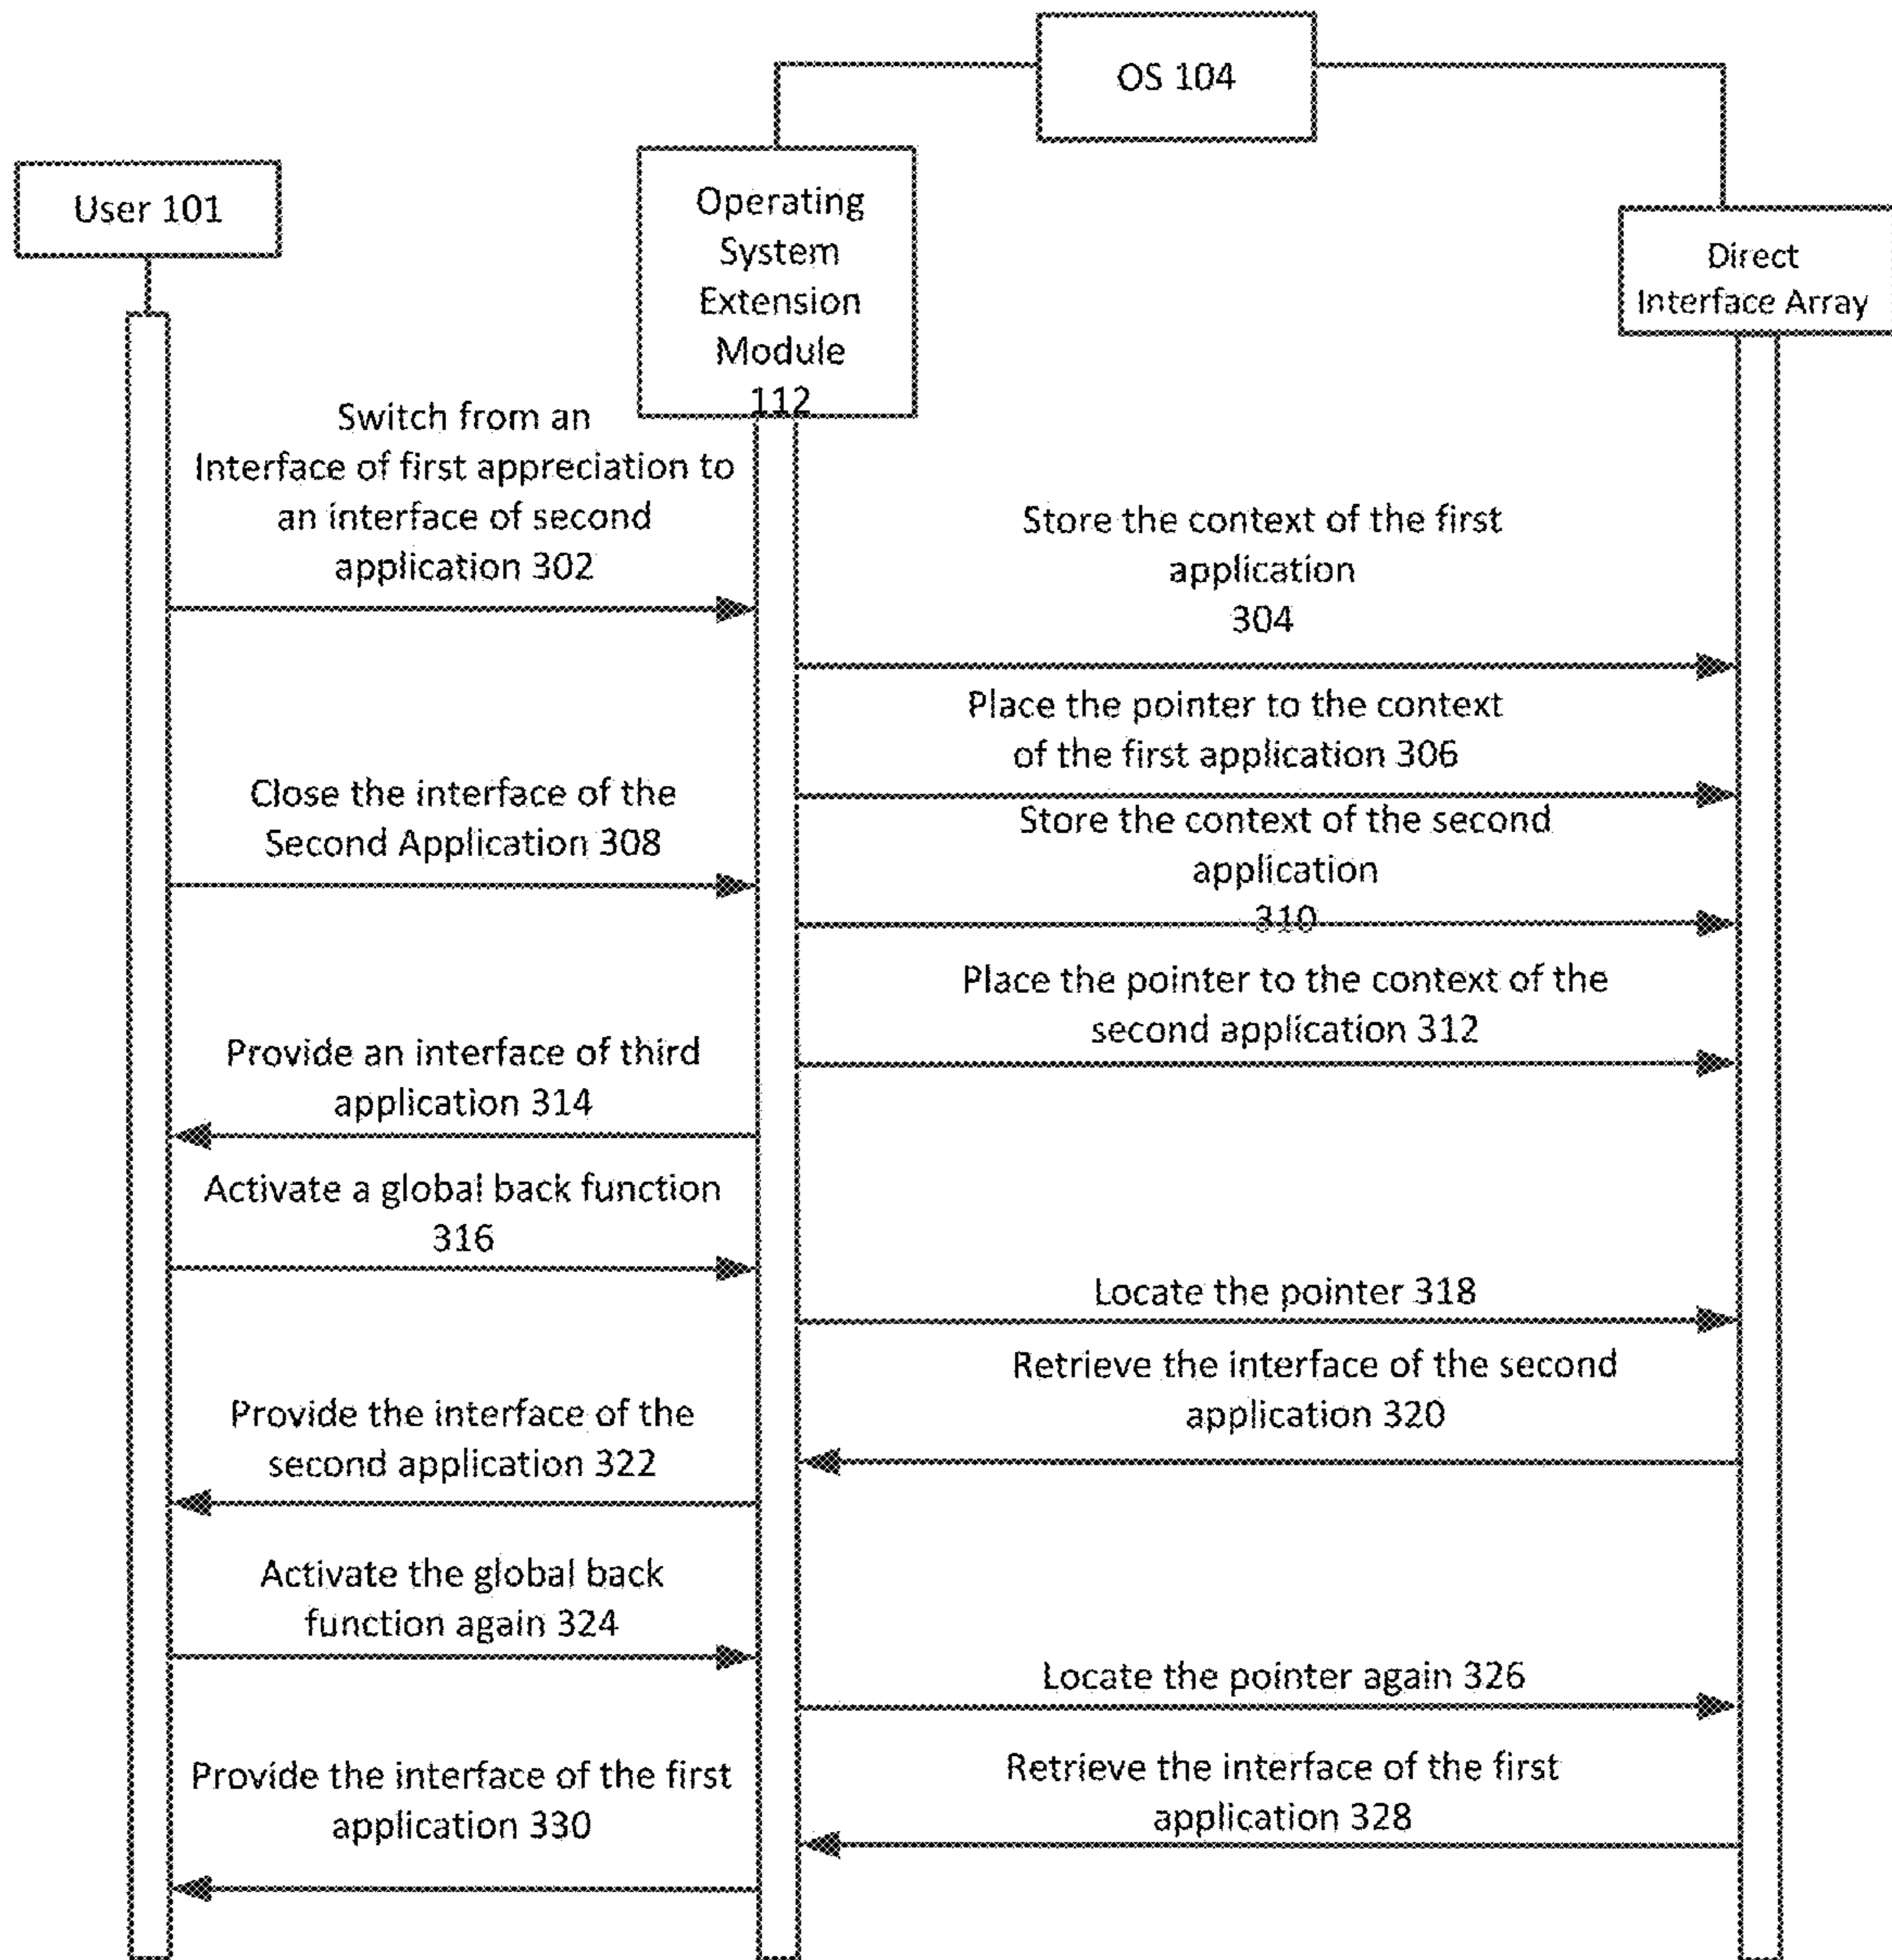 OS 104
User 101
Operating
System
Extension
Module
112
Direct
Interface Array
Switch from an
Interface of first appreciation to
an interface of second
application 302
Store the context of the first
application
304
Place the pointer to the context
of the first application 306
Close the interface of the
Second Application 308
Store the context of the second
application
310
Place the pointer to the context of the
second application 312
Provide an interface of third
application 314
Activate a global back function
316
Locate the pointer 318
Retrieve the interface of the second
application 320
Provide the interface of the
second application 322
Activate the global back
function again 324
Locate the pointer again 326
Retrieve the interface of the first
application 328
Provide the interface of the first
application 330